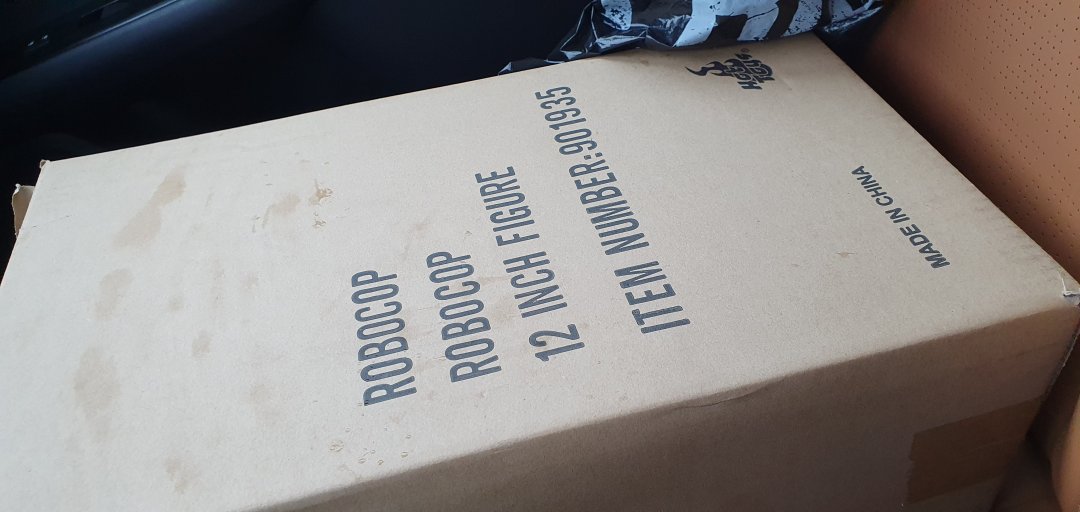 ROBOCOP
ROBOCOP
12 INCH FIGURE
ITEM NUMBER:901935
MADE IN CHINA